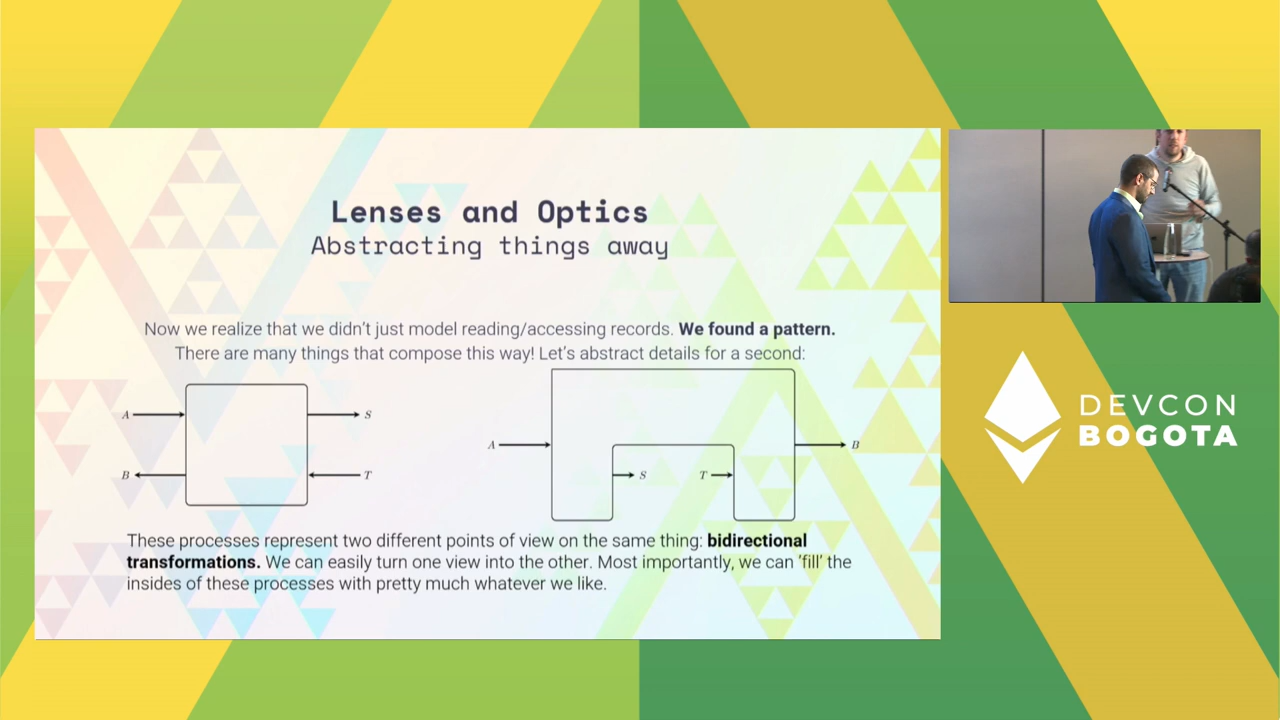 Lenses and Optics
Abstracting things away
Now we realize that we didn't just model reading/accessing records. We found a pattern.
There are many things that compose this way! Let's abstract details for a second:
A
S
B
T
A
S
T
B
These processes represent two different points of view on the same thing: bidirectional
transformations. We can easily turn one view into the other. Most importantly, we can 'fill' the
insides of these processes with pretty much whatever we like.
DEVCON
BOGOTA